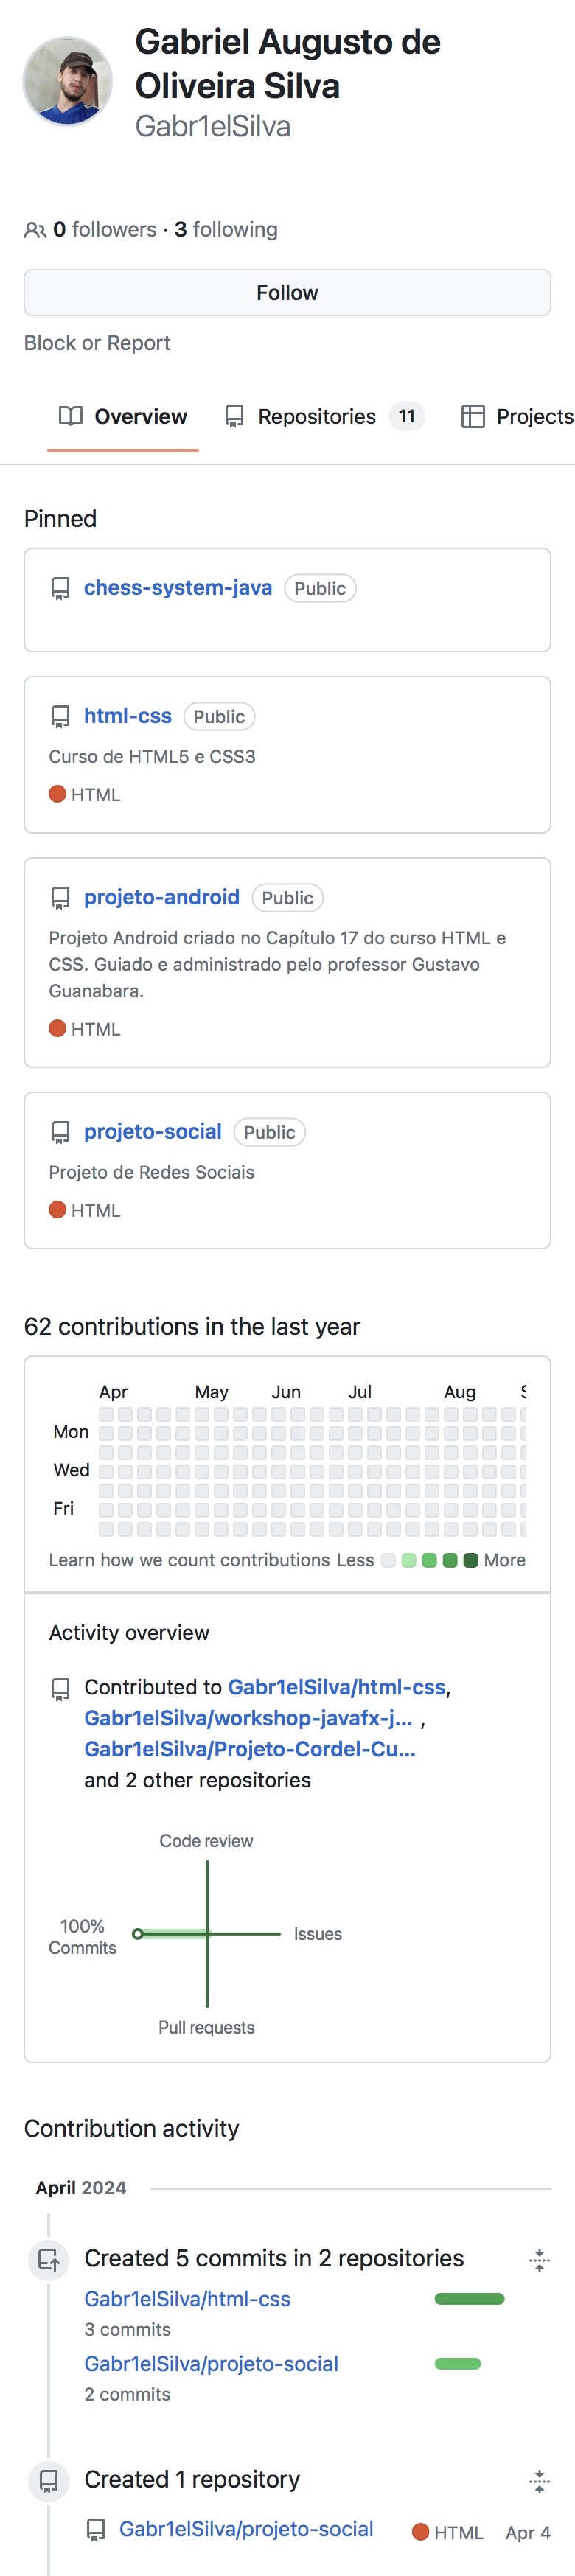 Gabriel Augusto de
Oliveira Silva
Gabr1elSilva
0 followers · 3 following
Follow
Block or Report
Overview Repositories 11 Projects
Pinned
chess-system-java Public
html-css Public
Curso de HTML5 e CSS3
HTML
projeto-android Public
Projeto Android criado no Capítulo 17 do curso HTML e
CSS. Guiado e administrado pelo professor Gustavo
Guanabara.
HTML
projeto-social Public
Projeto de Redes Sociais
HTML
62 contributions in the last year
Apr May Jun Jul Aug
Mon
Wed
Fri
Learn how we count contributions Less More
Activity overview
Contributed to Gabr1elSilva/html-css,
Gabr1elSilva/workshop-javafx-j... ,
Gabr1elSilva/Projeto-Cordel-Cu...
and 2 other repositories
Code review
100%
Commits
Issues
Pull requests
Contribution activity
April 2024
Created 5 commits in 2 repositories
Gabr1elSilva/html-css
3 commits
Gabr1elSilva/projeto-social
2 commits
Created 1 repository
Gabr1elSilva/projeto-social HTML Apr 4